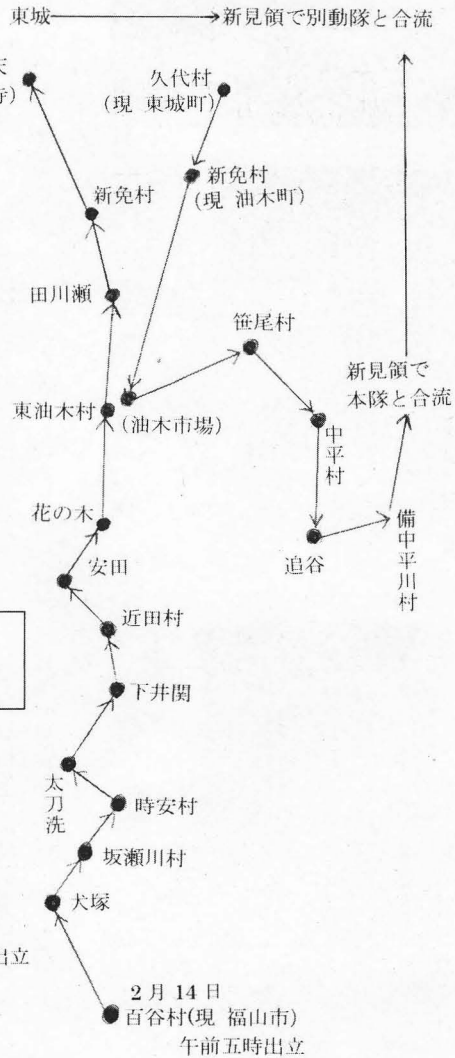 東城
新見領で別動隊と合流
天
寺)
久代村
(現 東城町)
新免村
(現 油木町)
新免村
田川瀬
笹尾村
新見領で
本隊と合流
東油木村
(油木市場)
中平村
花の木
追谷
備中平川村
安田
近田村
下井関
太刀洗
時安村
坂瀬川村
犬塚
出立
2月14日
百谷村(現 福山市)
午前五時出立